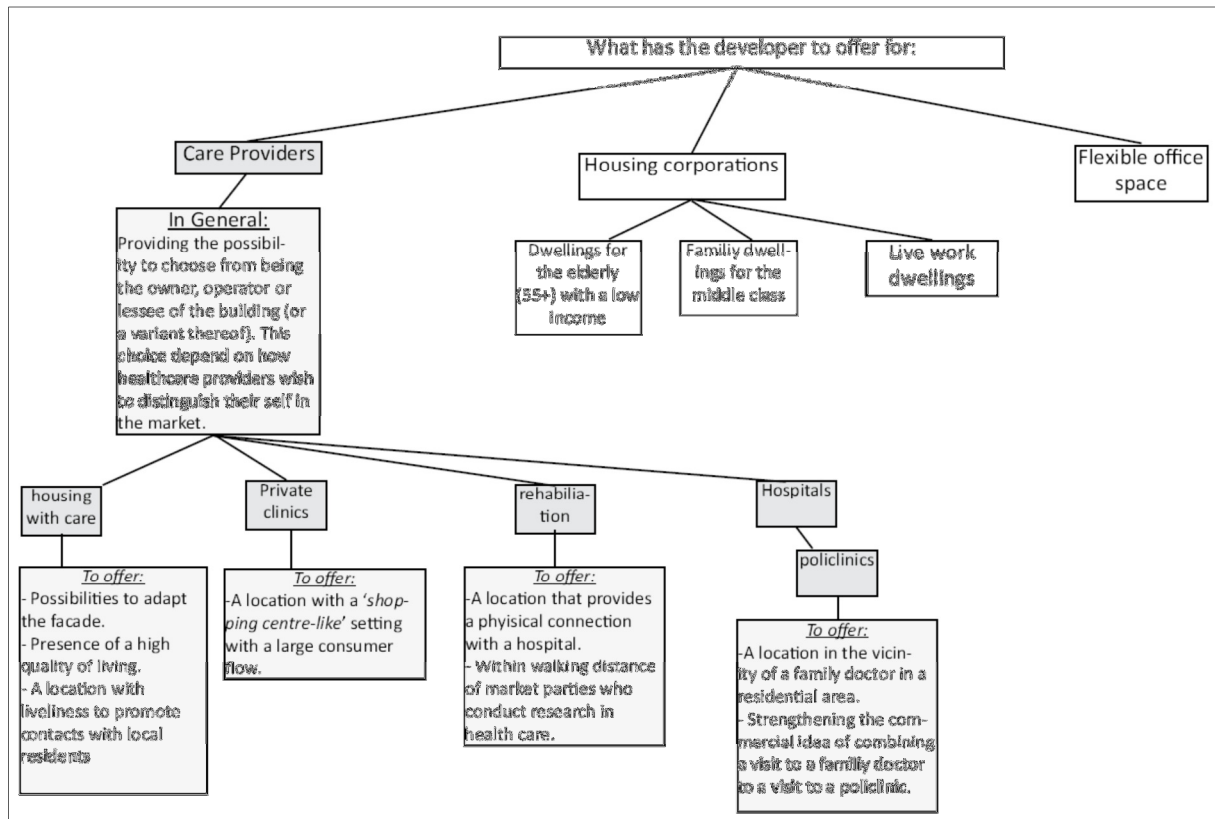 What has the developer to offer for:
Care Providers
Housing corporations
Flexible office
space
In General:
Providing the possibil-
ity to choose from being
the owner, operator or
lessee of the building (or
a variant thereof). This
choice depend on how
healthcare providers wish
to distinguish their self in
the market.
Dwellings for
the elderly
(55+) with a low
income
Familiy dwell-
ings for the
middle class
Live work
dwellings
housing
with care
Private
clinics
rehabilia-
tion
Hospitals
policlinics
To offer:
- Possibilities to adapt
the facade.
- Presence of a high
quality of living.
- A location with
liveliness to promote
contacts with local
residents
To offer:
-A location with a ‘shop-
ping centre-like’ setting
with a large consumer
flow.
To offer:
-A location that provides
a phyisical connection
with a hospital.
- Within walking distance
of market parties who
conduct research in
health care.
To offer:
-A location in the vicin-
ity of a family doctor in a
residential area.
- Strengthening the com-
mercial idea of combining
a visit to a familiy doctor
to a visit to a policlinic.